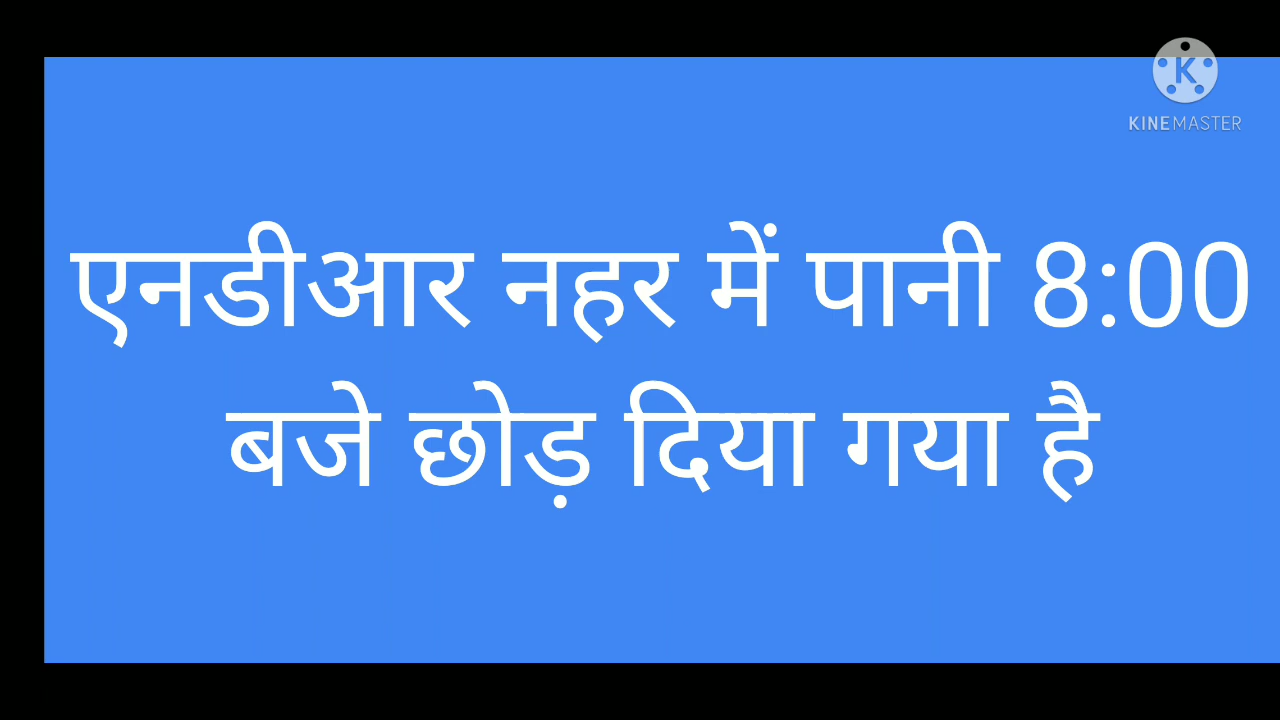 KINEMASTER
एनडीआर नहर में पानी 8:00
बजे छोड़ दिया गया है